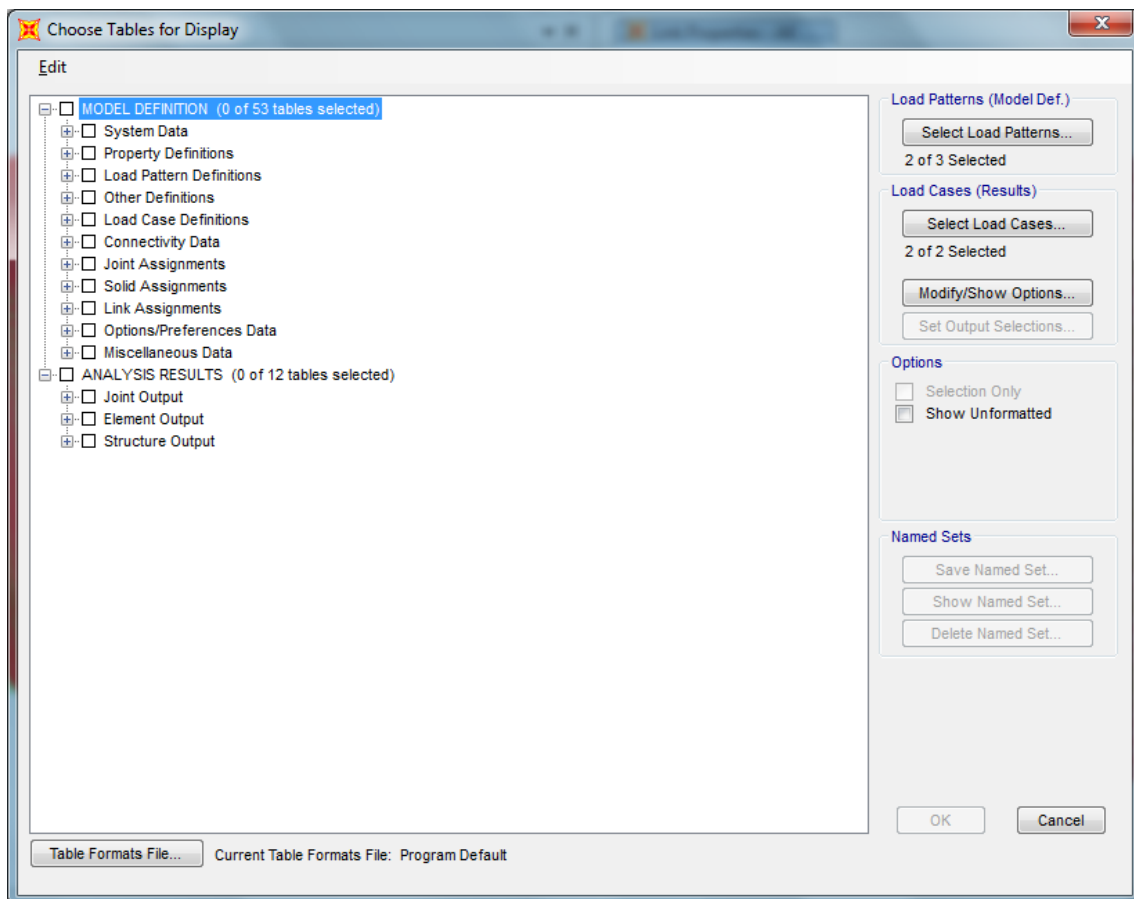 Choose Tables for Display
Edit
MODEL DEFINITION (0 of 53 tables selected)
System Data
Property Definitions
Load Pattern Definitions
Other Definitions
Load Case Definitions
Connectivity Data
Joint Assignments
Solid Assignments
Link Assignments
Options/Preferences Data
Miscellaneous Data
ANALYSIS RESULTS (0 of 12 tables selected)
Joint Output
Element Output
Structure Output
Load Patterns (Model Def.)
Select Load Patterns...
2 of 3 Selected
Load Cases (Results)
Select Load Cases...
2 of 2 Selected
Modify/Show Options...
Set Output Selections...
Options
Selection Only
Show Unformatted
Named Sets
Save Named Set...
Show Named Set...
Delete Named Set...
OK
Cancel
Table Formats File...
Current Table Formats File: Program Default